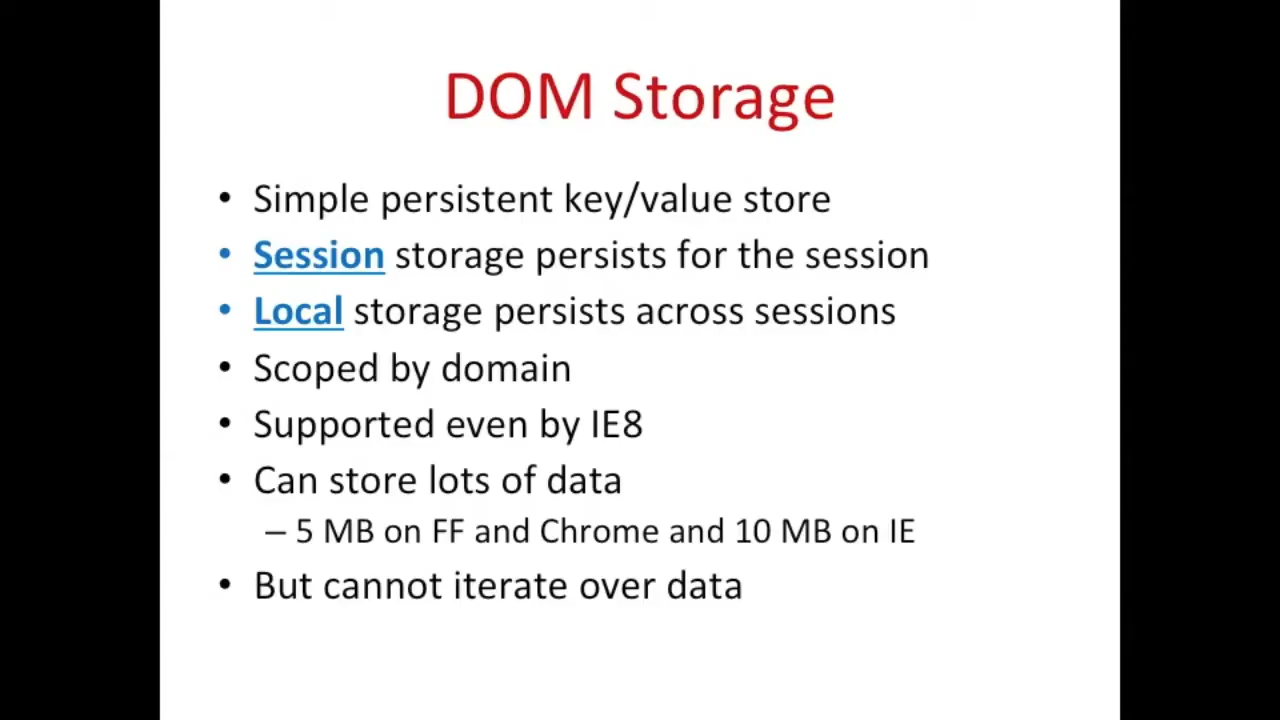 DOM Storage
• Simple persistent key/value store
• Session storage persists for the session
• Local storage persists across sessions
• Scoped by domain
• Supported even by IE8
• Can store lots of data
– 5 MB on FF and Chrome and 10 MB on IE
• But cannot iterate over data